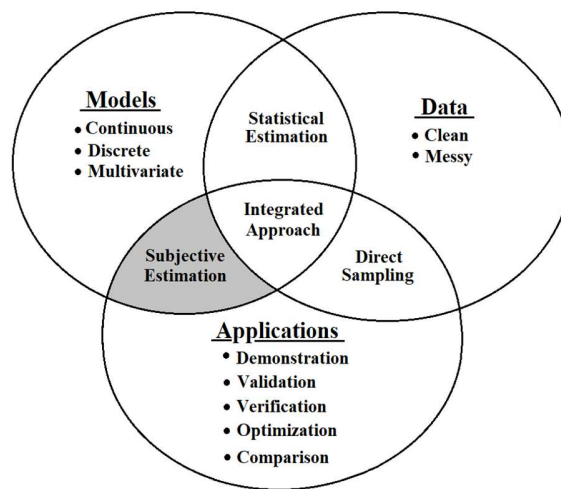 Models
• Continuous
• Discrete
• Multivariate
Statistical
Estimation
Data
• Clean
• Messy
Integrated
Approach
Subjective
Estimation
Direct
Sampling
Applications
• Demonstration
• Validation
• Verification
• Optimization
• Comparison